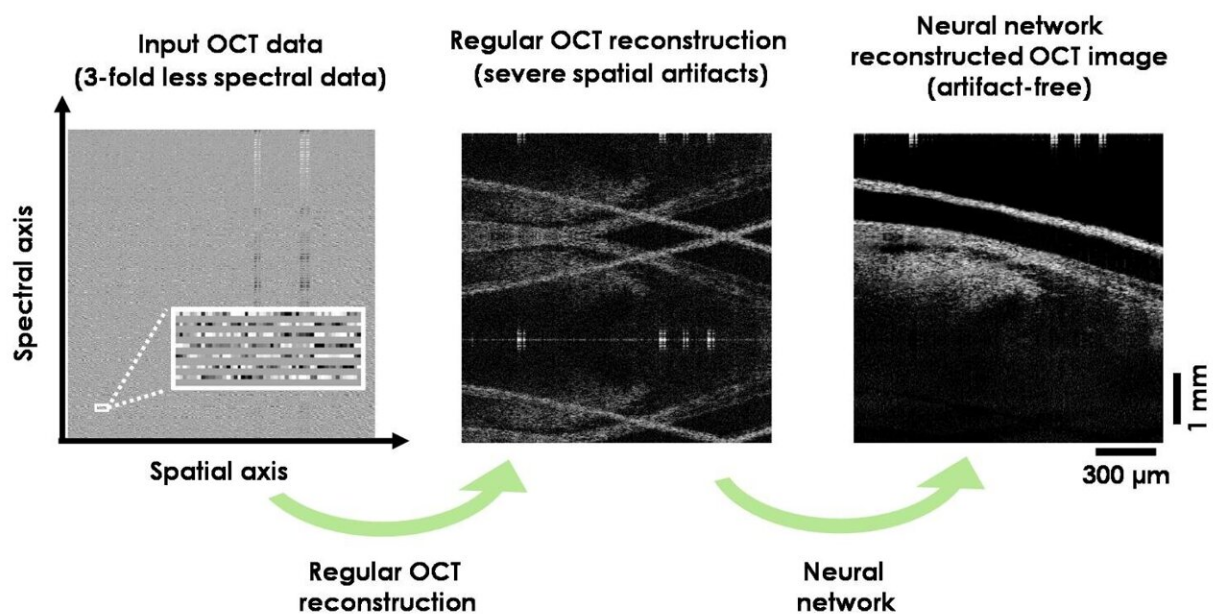 Input OCT data
(3-fold less spectral data)
Regular OCT reconstruction
(severe spatial artifacts)
Neural network
reconstructed OCT image
(artifact-free)
Spectral axis
Spatial axis
1 mm
300 µm
Regular OCT
reconstruction
Neural
network